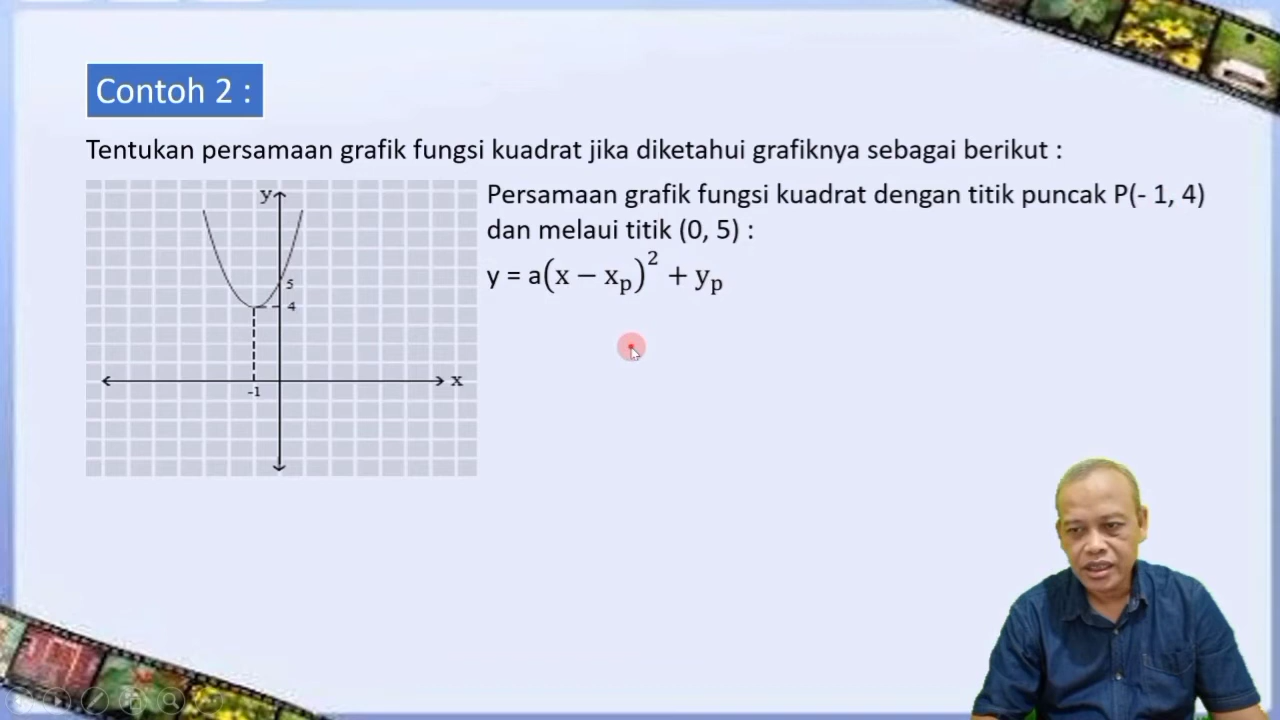 Contoh 2 :
Tentukan persamaan grafik fungsi kuadrat jika diketahui grafiknya sebagai berikut :
y
5
4
-1
x
Persamaan grafik fungsi kuadrat dengan titik puncak P(- 1, 4)
dan melaui titik (0, 5) :
y = a(x − xₚ)² + yₚ